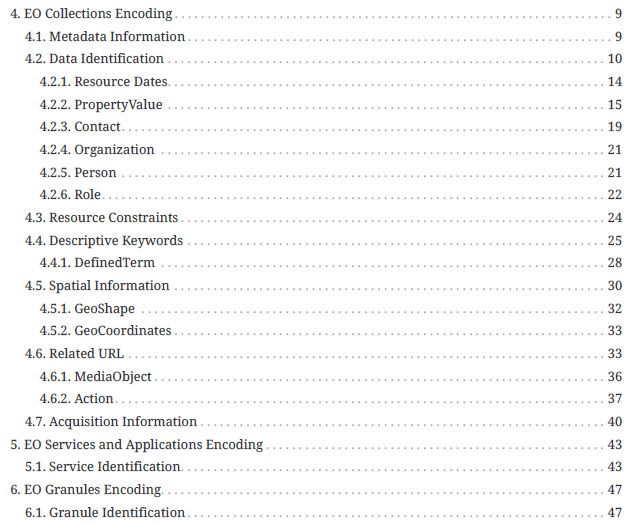 4. EO Collections Encoding 9
4.1. Metadata Information 9
4.2. Data Identification 10
4.2.1. Resource Dates 14
4.2.2. PropertyValue 15
4.2.3. Contact 19
4.2.4. Organization 21
4.2.5. Person 21
4.2.6. Role 22
4.3. Resource Constraints 24
4.4. Descriptive Keywords 25
4.4.1. DefinedTerm 28
4.5. Spatial Information 30
4.5.1. GeoShape 32
4.5.2. GeoCoordinates 33
4.6. Related URL 33
4.6.1. MediaObject 36
4.6.2. Action 37
4.7. Acquisition Information 40
5. EO Services and Applications Encoding 43
5.1. Service Identification 43
6. EO Granules Encoding 47
6.1. Granule Identification 47